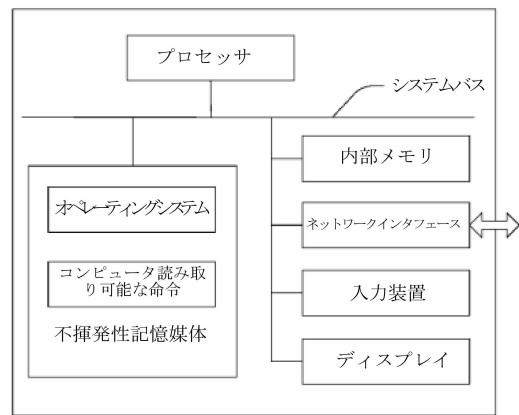 プロセッサ
システムバス
内部メモリ
オペレーティングシステム
ネットワークインタフェース
コンピュータ読み取
り可能な命令
入力装置
不揮発性記憶媒体
ディスプレイ